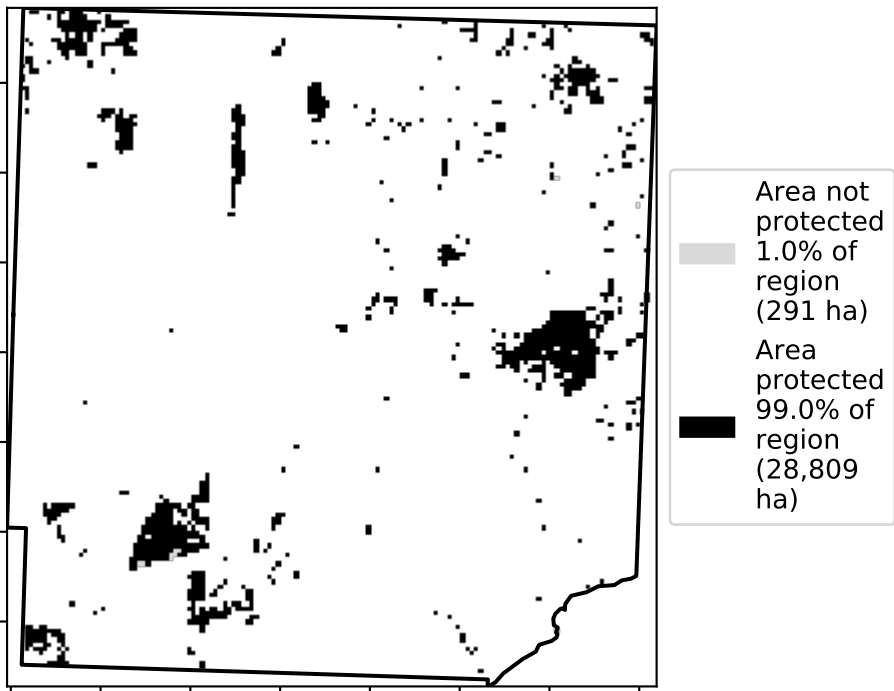 Area not
protected
1.0% of
region
(291 ha)
Area
protected
99.0% of
region
(28,809
ha)